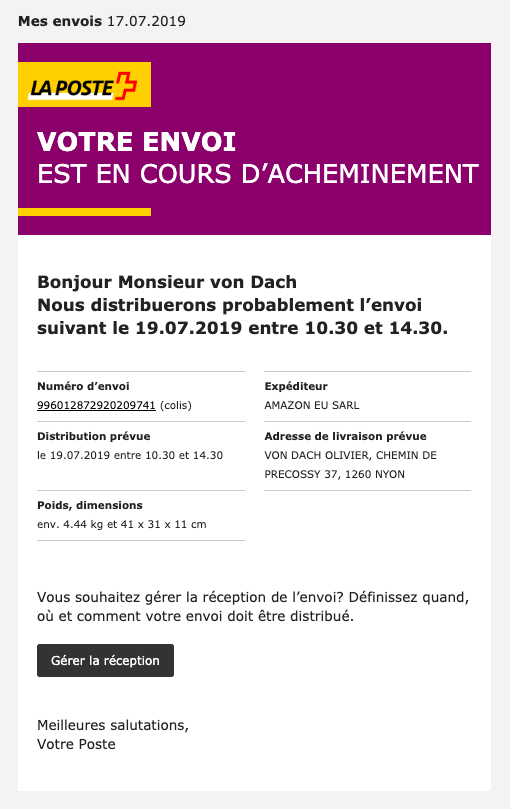 Mes envois 17.07.2019
LA POSTE
VOTRE ENVOI
EST EN COURS D’ACHEMINEMENT
Bonjour Monsieur von Dach
Nous distribuerons probablement l’envoi
suivant le 19.07.2019 entre 10.30 et 14.30.
Numéro d’envoi
996012872920209741 (colis)
Expéditeur
AMAZON EU SARL
Distribution prévue
le 19.07.2019 entre 10.30 et 14.30
Adresse de livraison prévue
VON DACH OLIVIER, CHEMIN DE
PRECOSSY 37, 1260 NYON
Poids, dimensions
env. 4.44 kg et 41 x 31 x 11 cm
Vous souhaitez gérer la réception de l’envoi? Définissez quand,
où et comment votre envoi doit être distribué.
Gérer la réception
Meilleures salutations,
Votre Poste